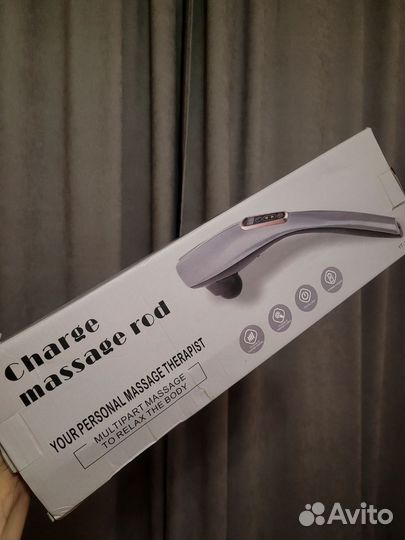 Charge
massage rod
YOUR PERSONAL MASSAGE THERAPIST
MULTIPART MASSAGE
TO RELAX THE BODY
Avito